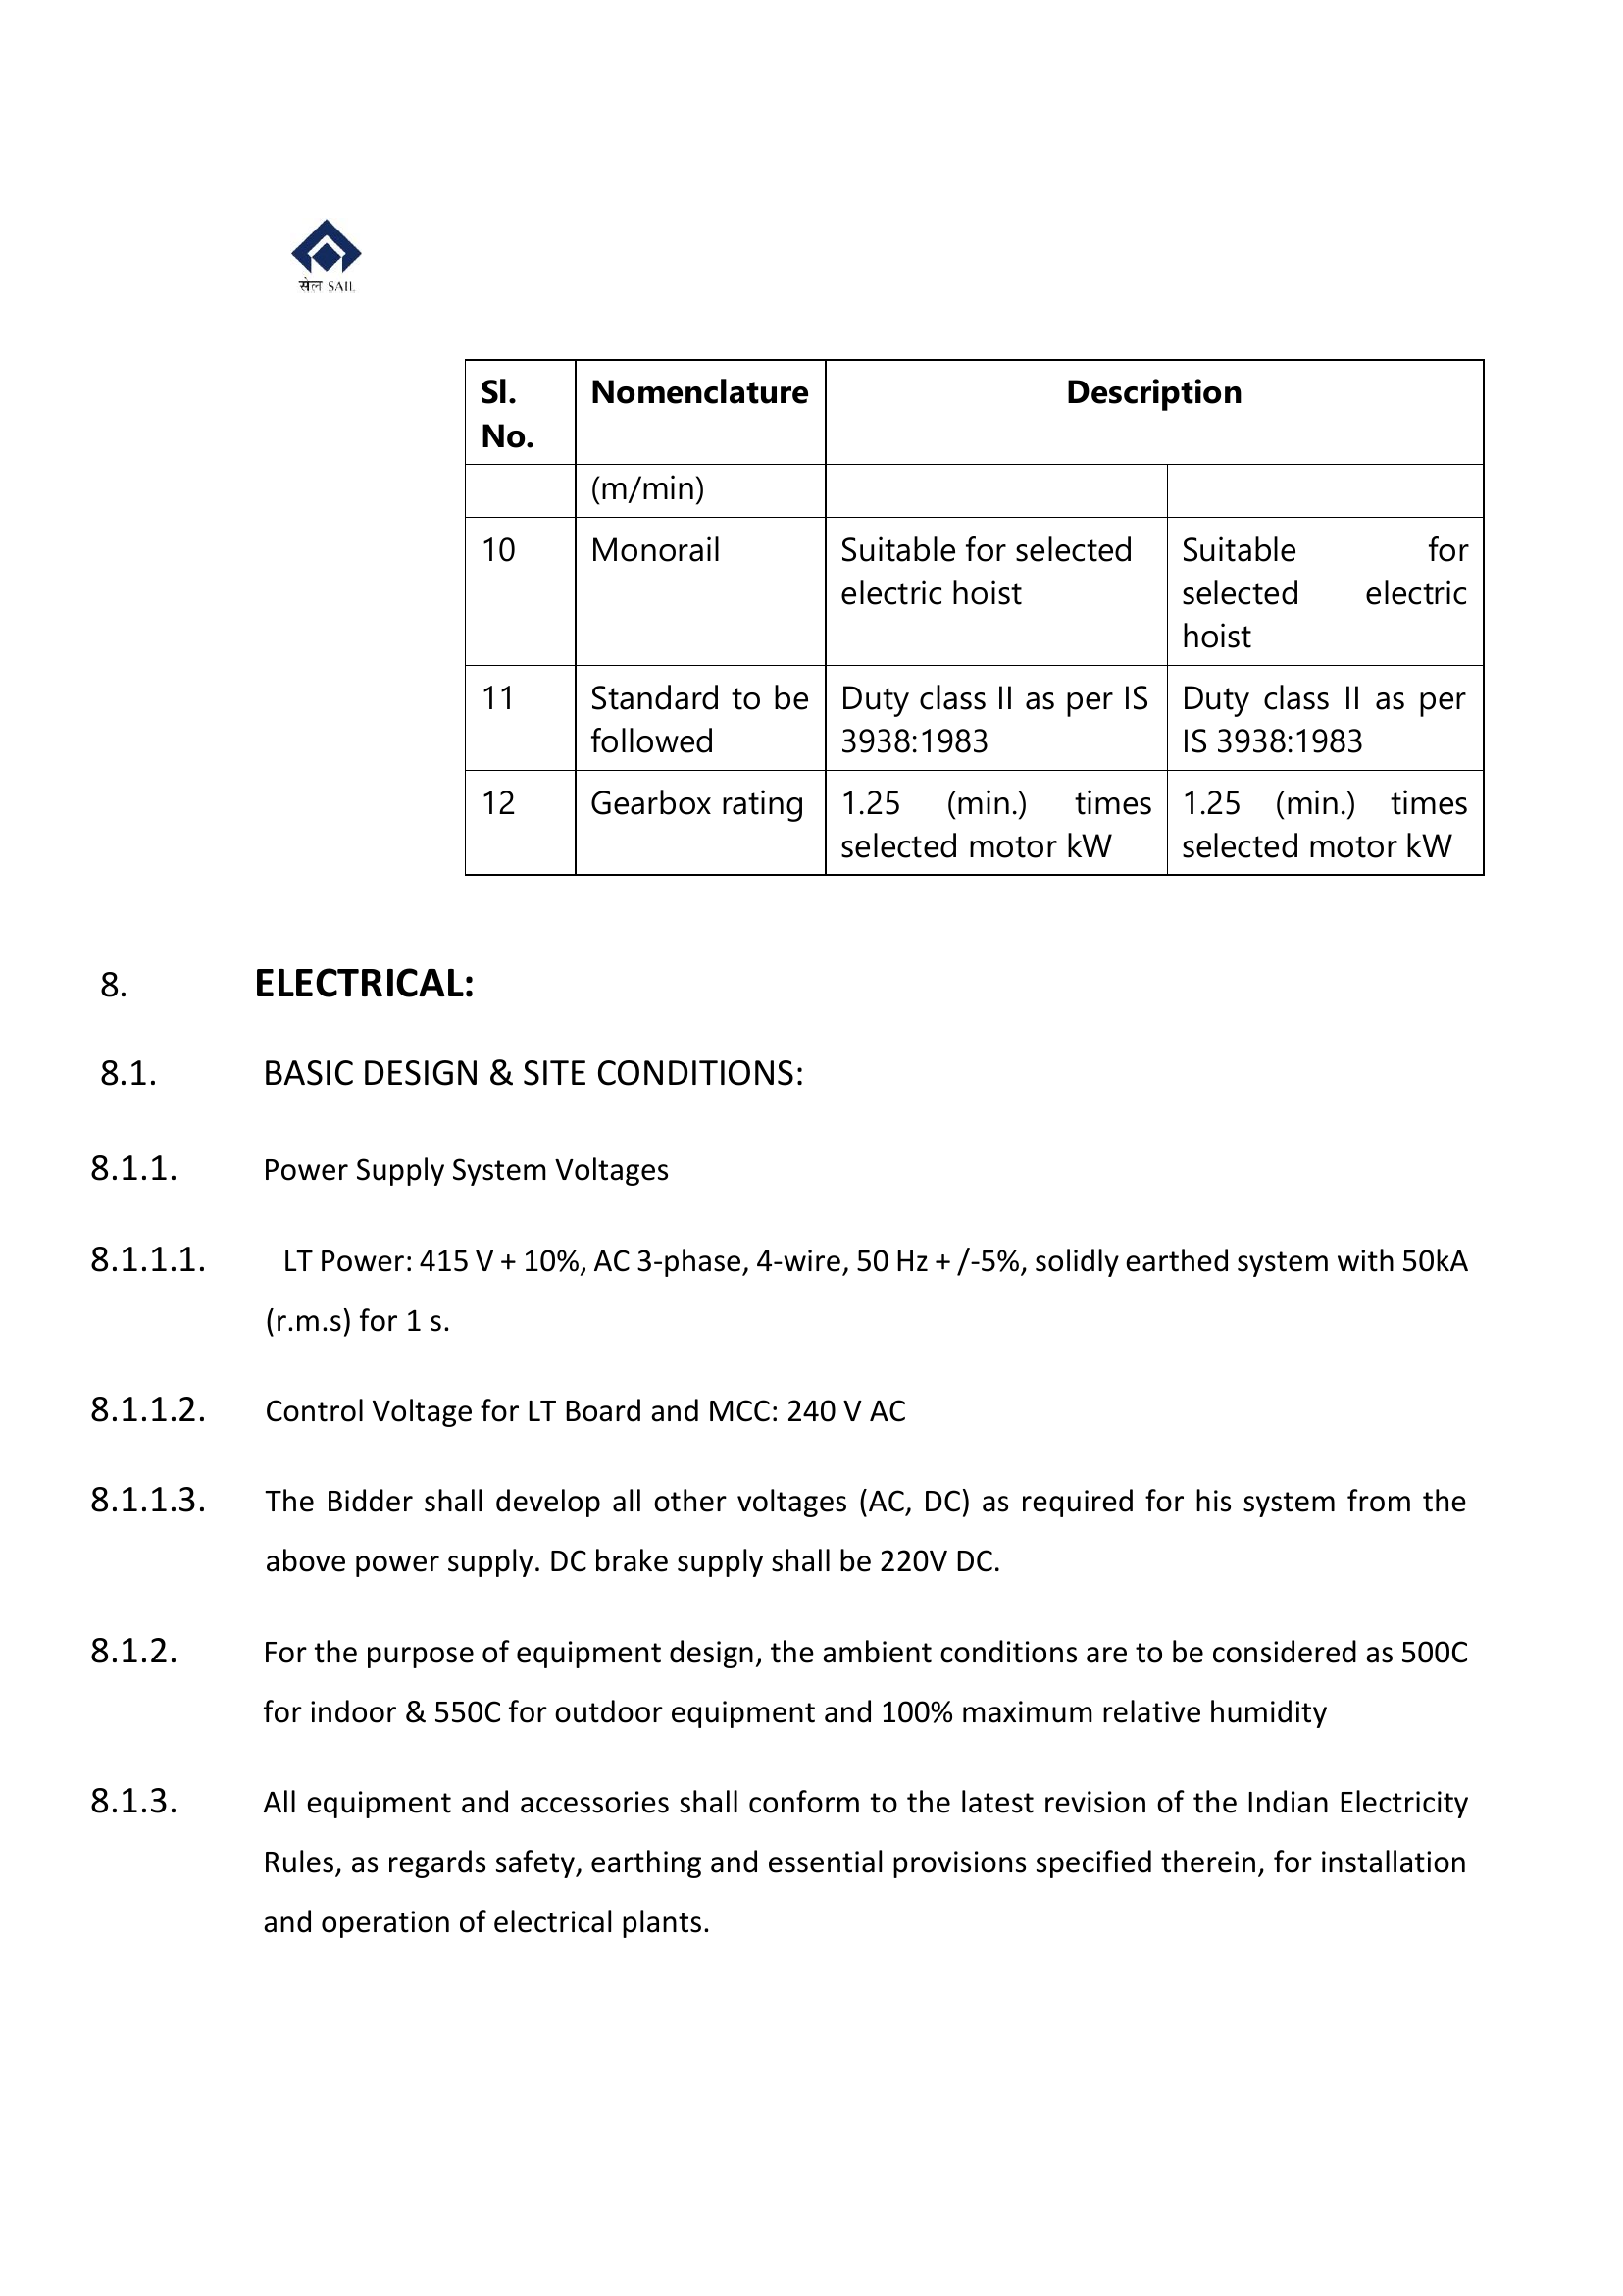 सेल SAIL
Sl. No. Nomenclature Description
(m/min)
10 Monorail Suitable for selected electric hoist Suitable for selected electric hoist
11 Standard to be followed Duty class II as per IS 3938:1983 Duty class II as per IS 3938:1983
12 Gearbox rating 1.25 (min.) times selected motor kW 1.25 (min.) times selected motor kW
8. ELECTRICAL:
8.1. BASIC DESIGN & SITE CONDITIONS:
8.1.1. Power Supply System Voltages
8.1.1.1. LT Power: 415 V + 10%, AC 3-phase, 4-wire, 50 Hz + /-5%, solidly earthed system with 50kA
(r.m.s) for 1 s.
8.1.1.2. Control Voltage for LT Board and MCC: 240 V AC
8.1.1.3. The Bidder shall develop all other voltages (AC, DC) as required for his system from the
above power supply. DC brake supply shall be 220V DC.
8.1.2. For the purpose of equipment design, the ambient conditions are to be considered as 500C
for indoor & 550C for outdoor equipment and 100% maximum relative humidity
8.1.3. All equipment and accessories shall conform to the latest revision of the Indian Electricity
Rules, as regards safety, earthing and essential provisions specified therein, for installation
and operation of electrical plants.